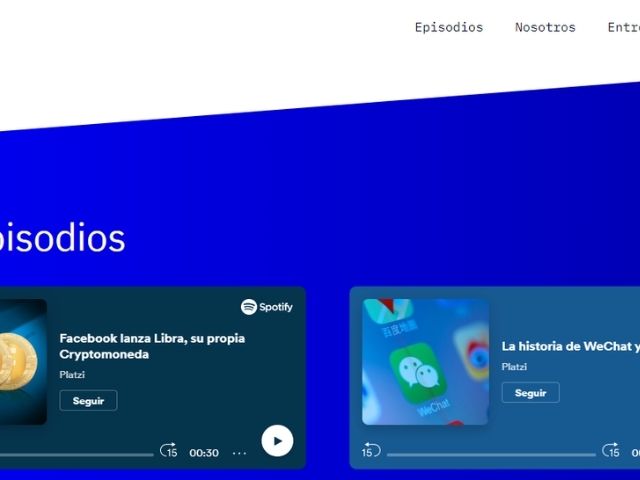 Episodios Nosotros Entre
pisodios
Spotify
Facebook lanza Libra, su propia
Cryptomoneda
Platzi
Seguir
15 00:30 ...
百度地圖
WeChat
La historia de WeChat y
Platzi
Seguir
15 15